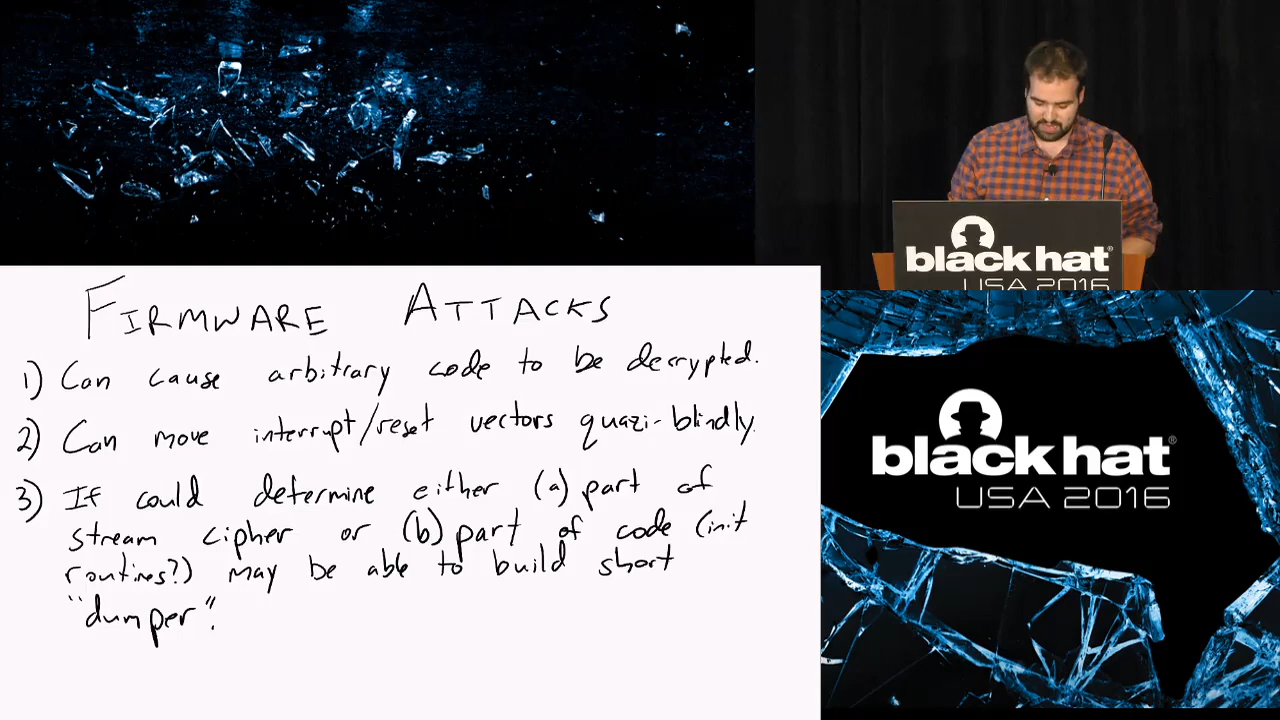 black hat®
USA 2016
FIRMWARE ATTACKS
1) Can cause arbitrary code to be decrypted.
2) Can move interrupt/reset vectors quazi-blindly.
3) If could determine either (a) part of
stream cipher or (b) part of code (init
routines?) may be able to build short
"dumper".
black hat®
USA 2016